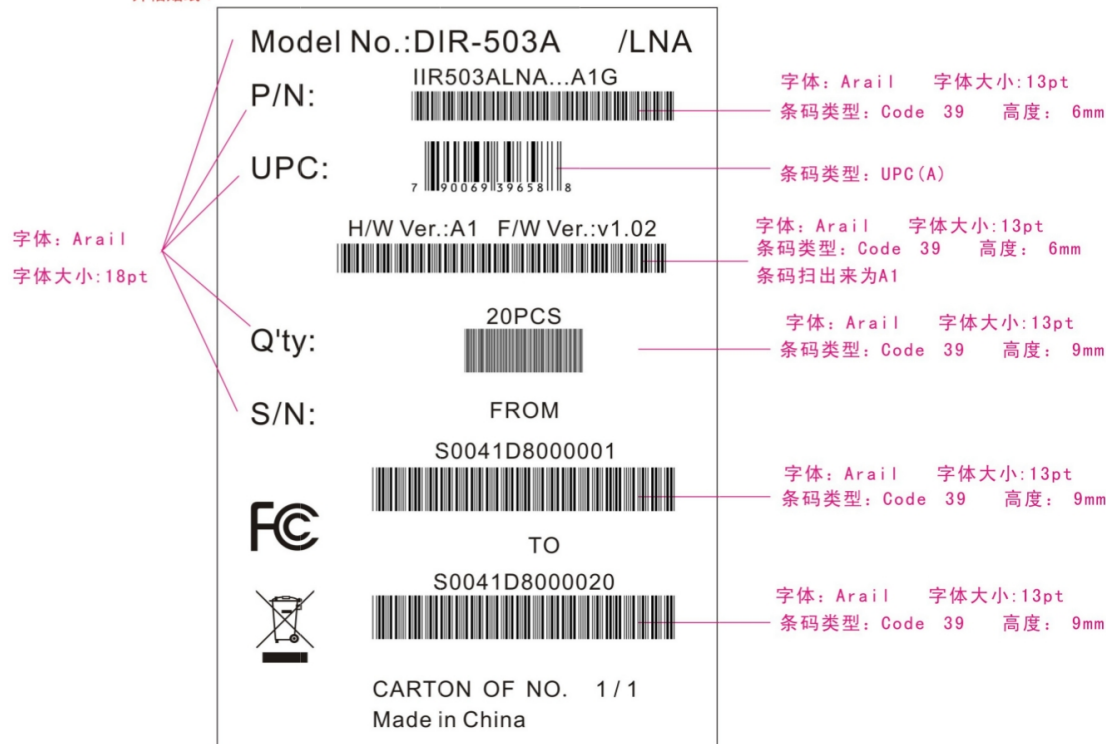 Model No.:DIR-503A /LNA
P/N:
IIR503ALNA...A1G
字体: Arail 字体大小:13pt
条码类型: Code 39 高度: 6mm
UPC:
7 90069 39658 8
条码类型: UPC(A)
H/W Ver.:A1 F/W Ver.:v1.02
字体: Arail 字体大小:13pt
条码类型: Code 39 高度: 6mm
条码扫出来为A1
字体: Arail
字体大小:18pt
Q'ty:
20PCS
字体: Arail 字体大小:13pt
条码类型: Code 39 高度: 9mm
S/N:
FROM
S0041D8000001
字体: Arail 字体大小:13pt
条码类型: Code 39 高度: 9mm
FC
TO
S0041D8000020
字体: Arail 字体大小:13pt
条码类型: Code 39 高度: 9mm
CARTON OF NO. 1/1
Made in China